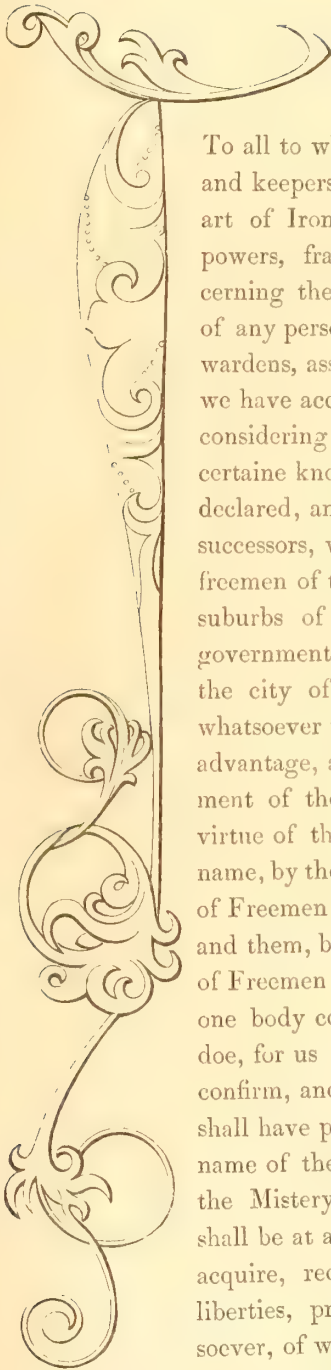 To all to w
and keepers
art of Iron
powers, fra
cerning the
of any perso
wardens, ass
we have acc
considering
certaine kno
declared, an
successors, v
freemen of t
suburbs of
government
the city of
whatsoever
advantage, a
ment of the
virtue of th
name, by the
of Freemen
and them, b
of Freemen
one body co
doe, for us
confirm, and
shall have p
name of the
the Mistery
shall be at a
acquire, rec
liberties, pr
soever, of w